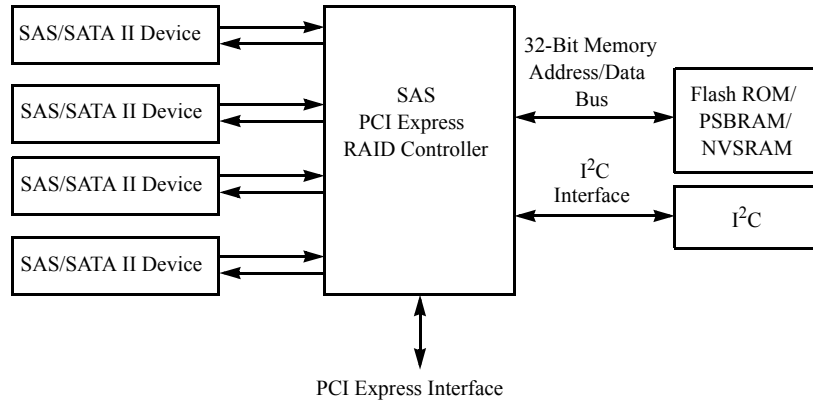 SAS/SATA II Device
SAS/SATA II Device
SAS/SATA II Device
SAS/SATA II Device
SAS
PCI Express
RAID Controller
32-Bit Memory
Address/Data
Bus
I²C
Interface
Flash ROM/
PSBRAM/
NVSRAM
I²C
PCI Express Interface